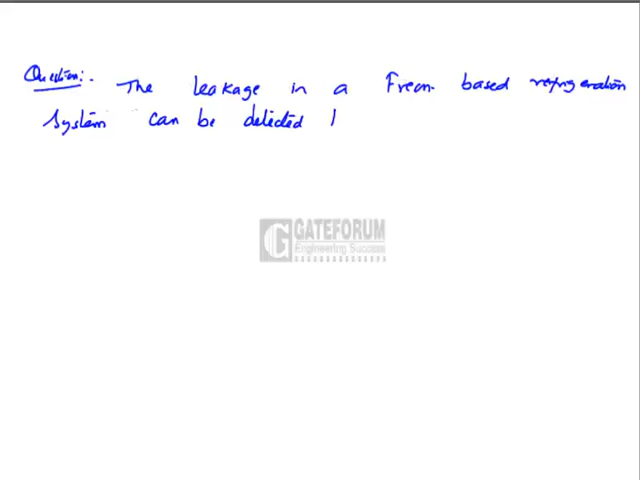 Question:. The leakage in a Freon based refrigeration
system can be detected
GATEFORUM
Engineering Success